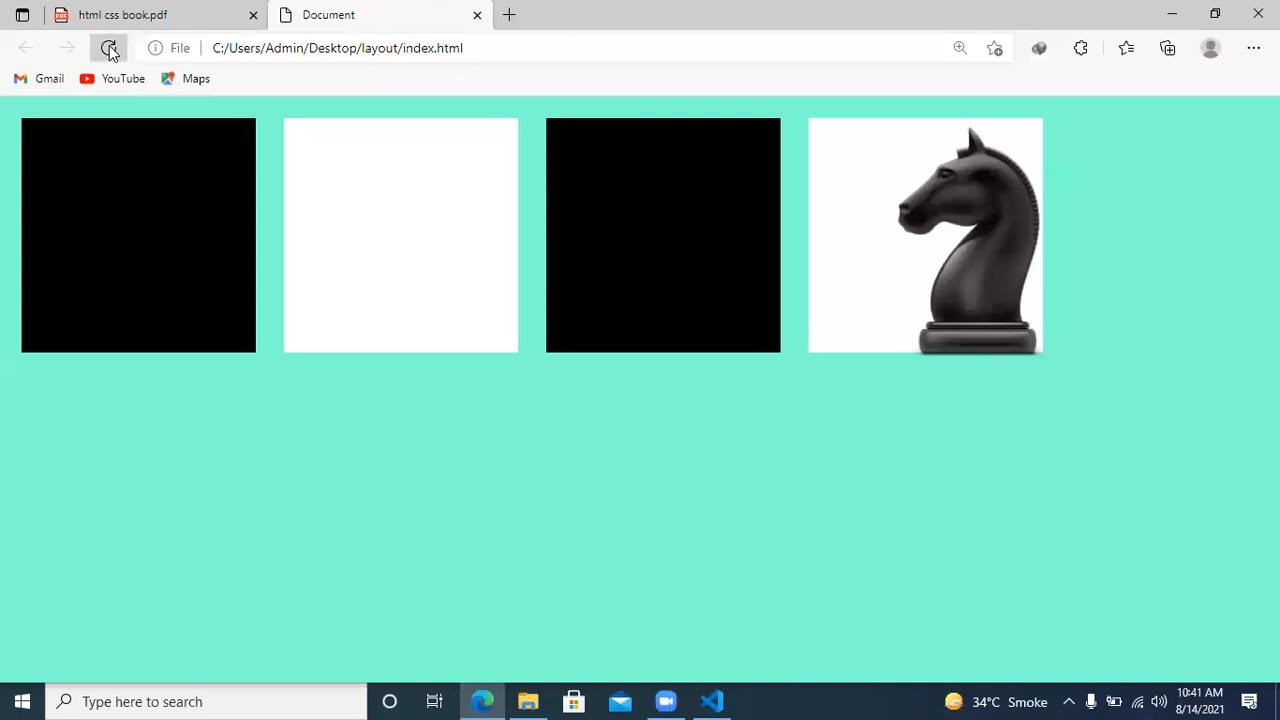 html css book.pdf
Document
File
C:/Users/Admin/Desktop/layout/index.html
Gmail
YouTube
Maps
Type here to search
34°C Smoke
10:41 AM
8/14/2021